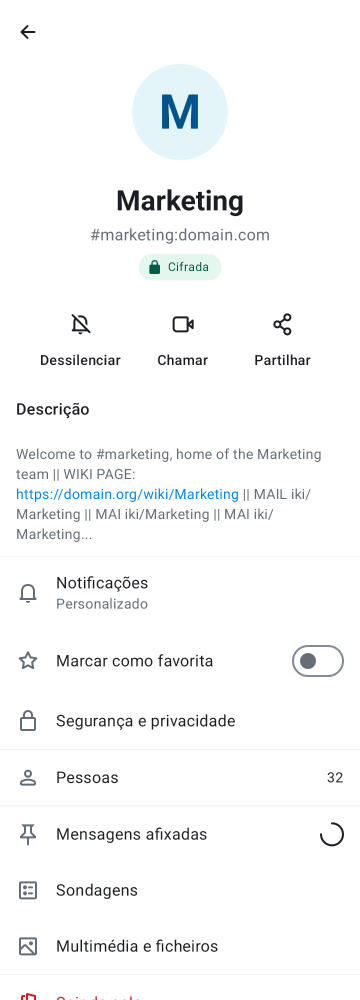 M
Marketing
#marketing:domain.com
Cifrada
Dessilenciar Chamar Partilhar
Descrição
Welcome to #marketing, home of the Marketing
team || WIKI PAGE:
https://domain.org/wiki/Marketing || MAIL iki/
Marketing || MAI iki/Marketing || MAI iki/
Marketing...
Notificações
Personalizado
Marcar como favorita
Segurança e privacidade
Pessoas 32
Mensagens afixadas
Sondagens
Multimédia e ficheiros